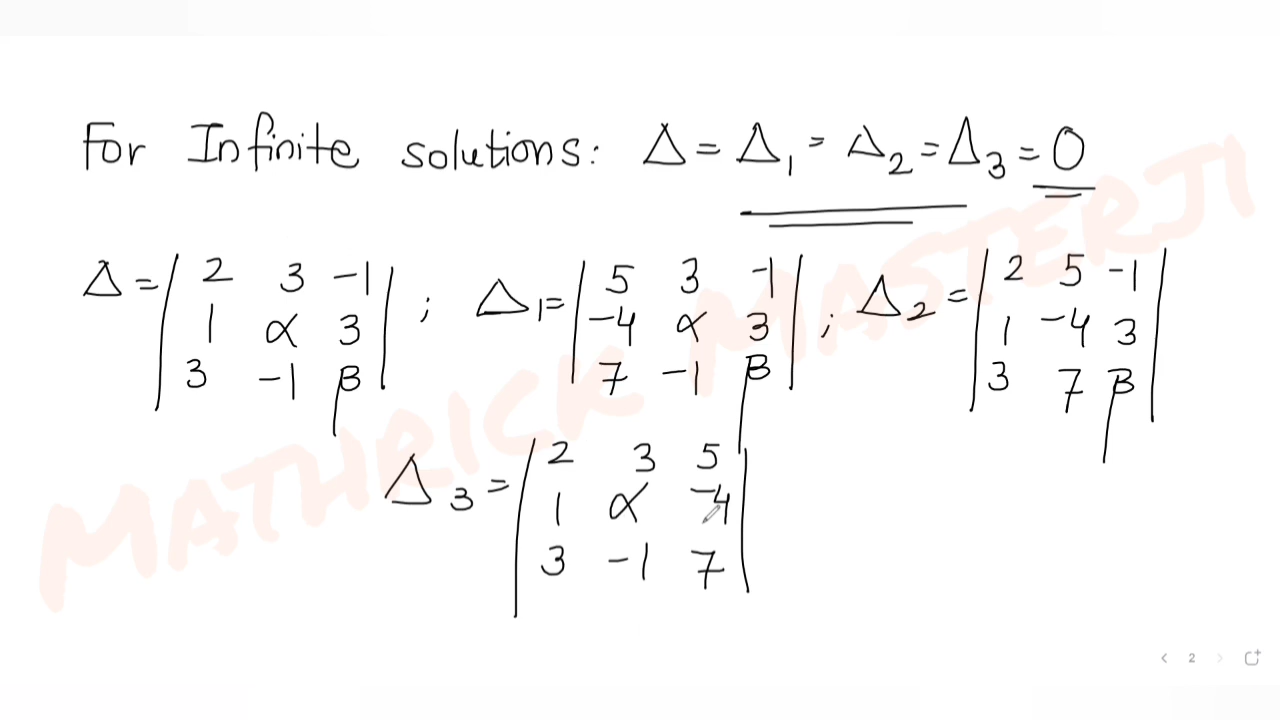 For Infinite solutions: Δ = Δ₁ = Δ₂ = Δ₃ = 0
Δ = | 2 3 -1 | ; Δ₁ = | 5 3 -1 | ; Δ₂ = | 2 5 -1 |
| 1 α 3 | | -4 α 3 | | 1 -4 3 |
| 3 -1 β | | 7 -1 β | | 3 7 β |
Δ₃ = | 2 3 5 |
| 1 α -4 |
| 3 -1 7 |
MATHRICK MASTERJI
< 2 >